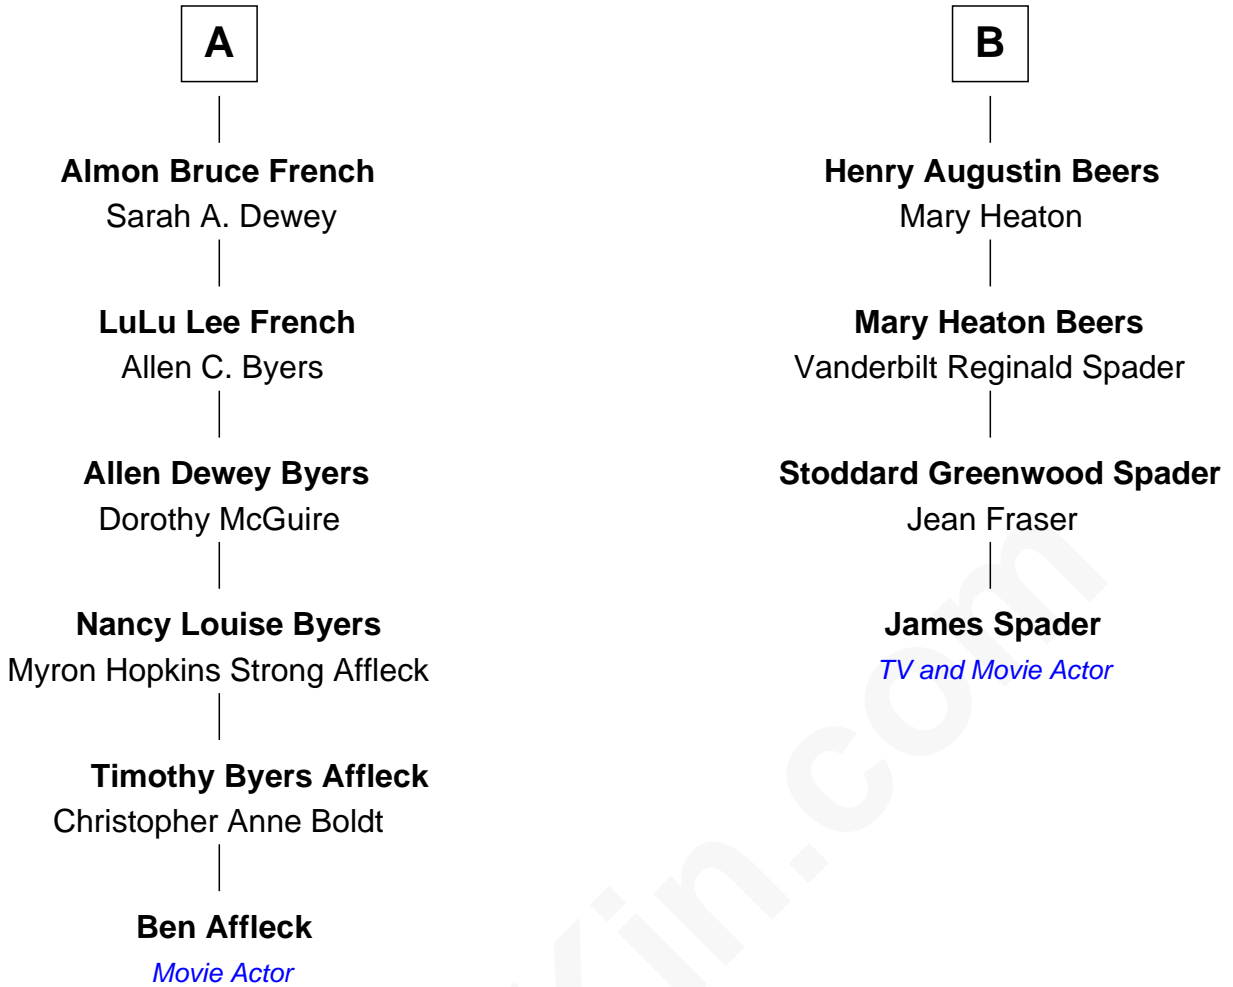 A
Almon Bruce French
Sarah A. Dewey
LuLu Lee French
Allen C. Byers
Allen Dewey Byers
Dorothy McGuire
Nancy Louise Byers
Myron Hopkins Strong Affleck
Timothy Byers Affleck
Christopher Anne Boldt
Ben Affleck
Movie Actor
B
Henry Augustin Beers
Mary Heaton
Mary Heaton Beers
Vanderbilt Reginald Spader
Stoddard Greenwood Spader
Jean Fraser
James Spader
TV and Movie Actor
Kin.com